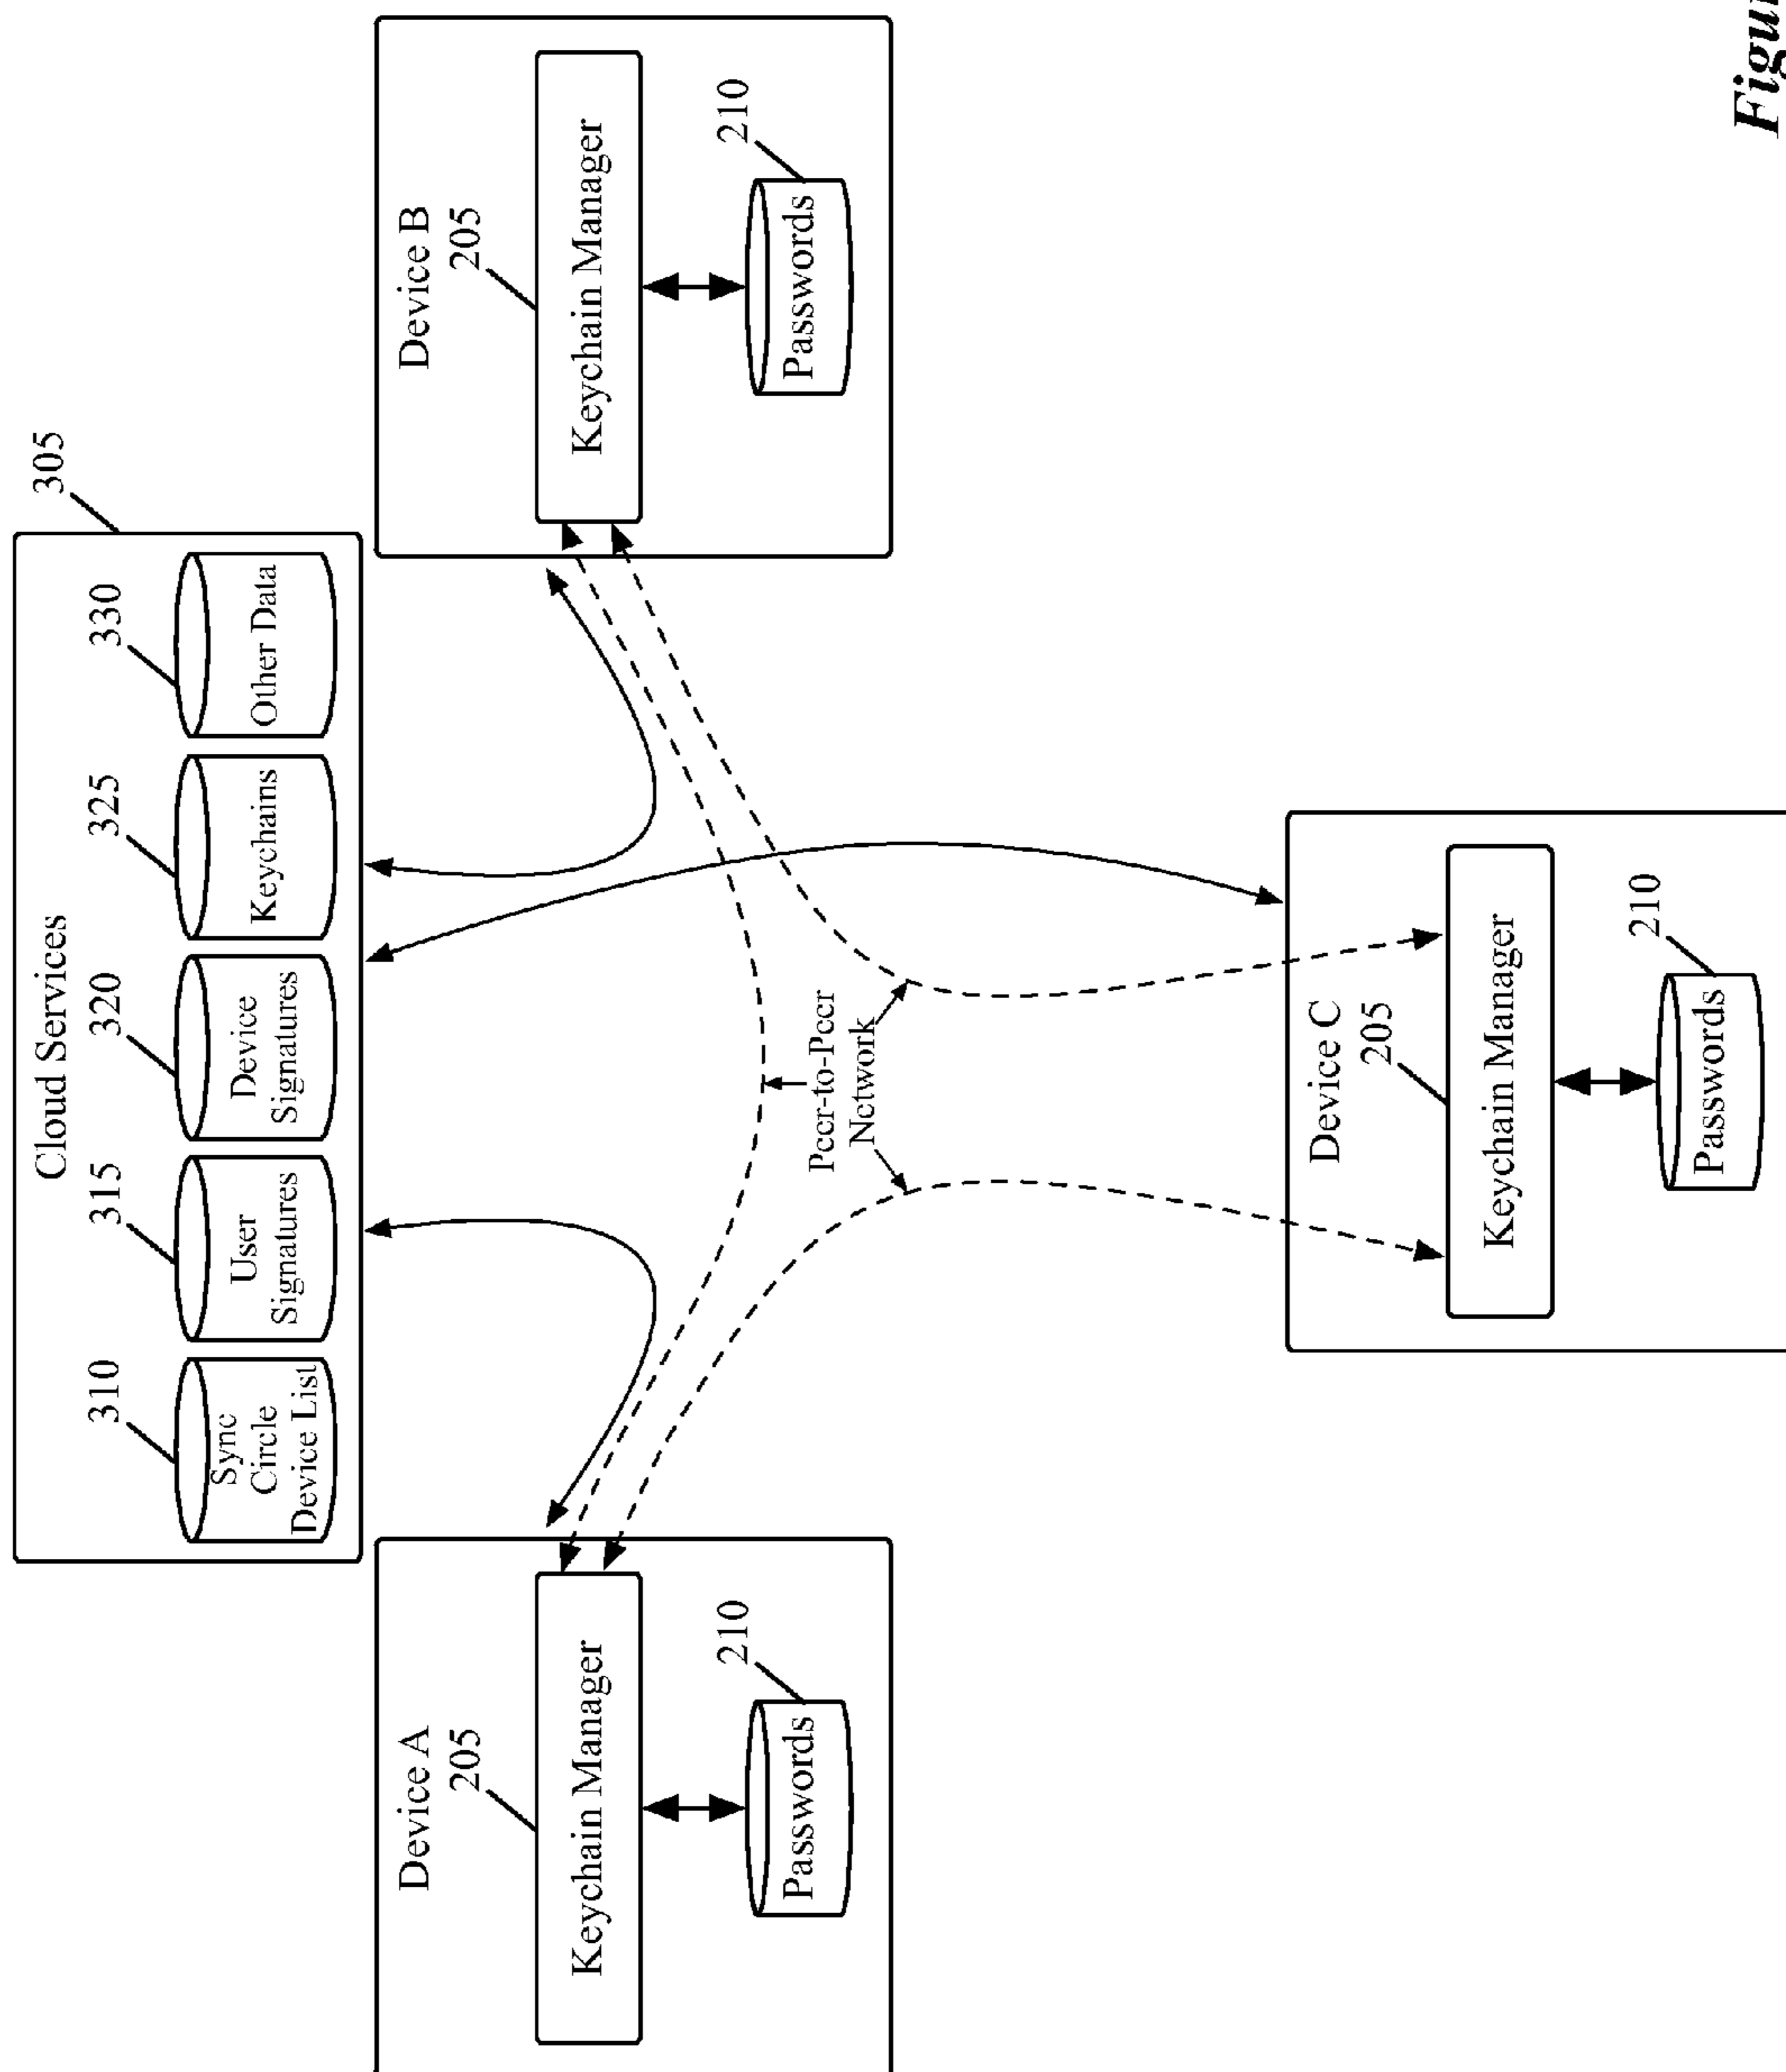 Cloud Services
305
310
315
320
325
330
Sync
Circle
Device List
User
Signatures
Device
Signatures
Keychains
Other Data
Device A
205
Keychain Manager
210
Passwords
Device B
205
Keychain Manager
210
Passwords
Peer-to-Peer
Network
Device C
205
Keychain Manager
210
Passwords